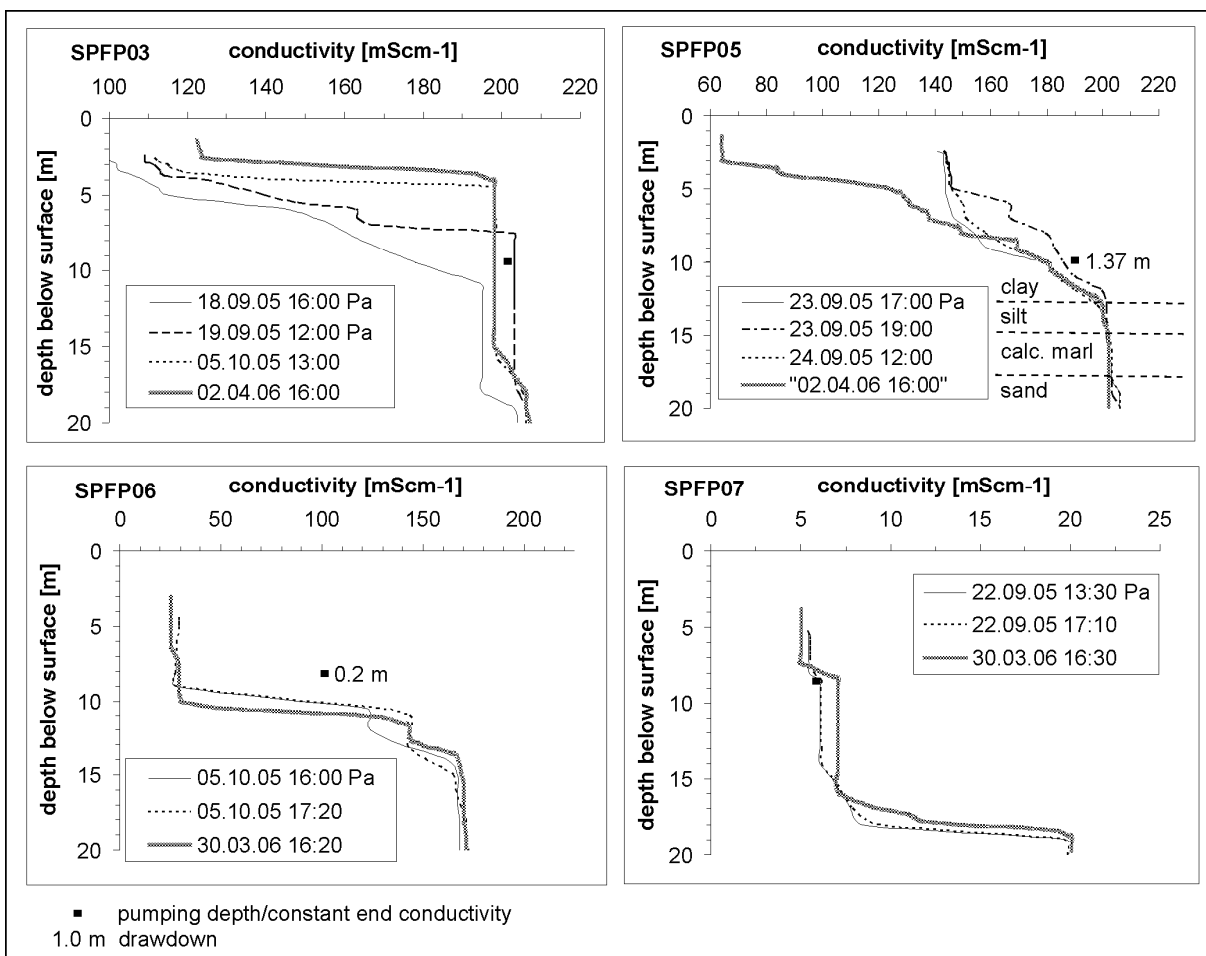 SPFP03 conductivity [mScm-1]
100 120 140 160 180 200 220
depth below surface [m]
0
5
10
15
20
18.09.05 16:00 Pa
19.09.05 12:00 Pa
05.10.05 13:00
02.04.06 16:00
SPFP05 conductivity [mScm-1]
60 80 100 120 140 160 180 200 220
depth below surface [m]
0
5
10
15
20
1.37 m
clay
silt
calc. marl
sand
23.09.05 17:00 Pa
23.09.05 19:00
24.09.05 12:00
"02.04.06 16:00"
SPFP06 conductivity [mScm-1]
0 50 100 150 200
depth below surface [m]
0
5
10
15
20
0.2 m
05.10.05 16:00 Pa
05.10.05 17:20
30.03.06 16:20
SPFP07 conductivity [mScm-1]
0 5 10 15 20 25
depth below surface [m]
0
5
10
15
20
22.09.05 13:30 Pa
22.09.05 17:10
30.03.06 16:30
pumping depth/constant end conductivity
1.0 m drawdown